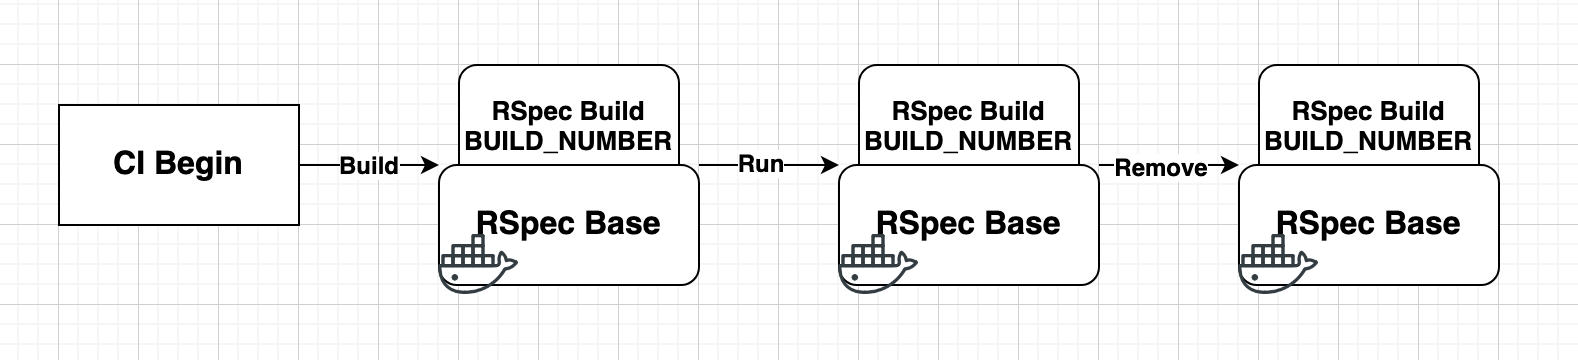 CI Begin
Build
RSpec Build
BUILD_NUMBER
RSpec Base
Run
RSpec Build
BUILD_NUMBER
RSpec Base
Remove
RSpec Build
BUILD_NUMBER
RSpec Base